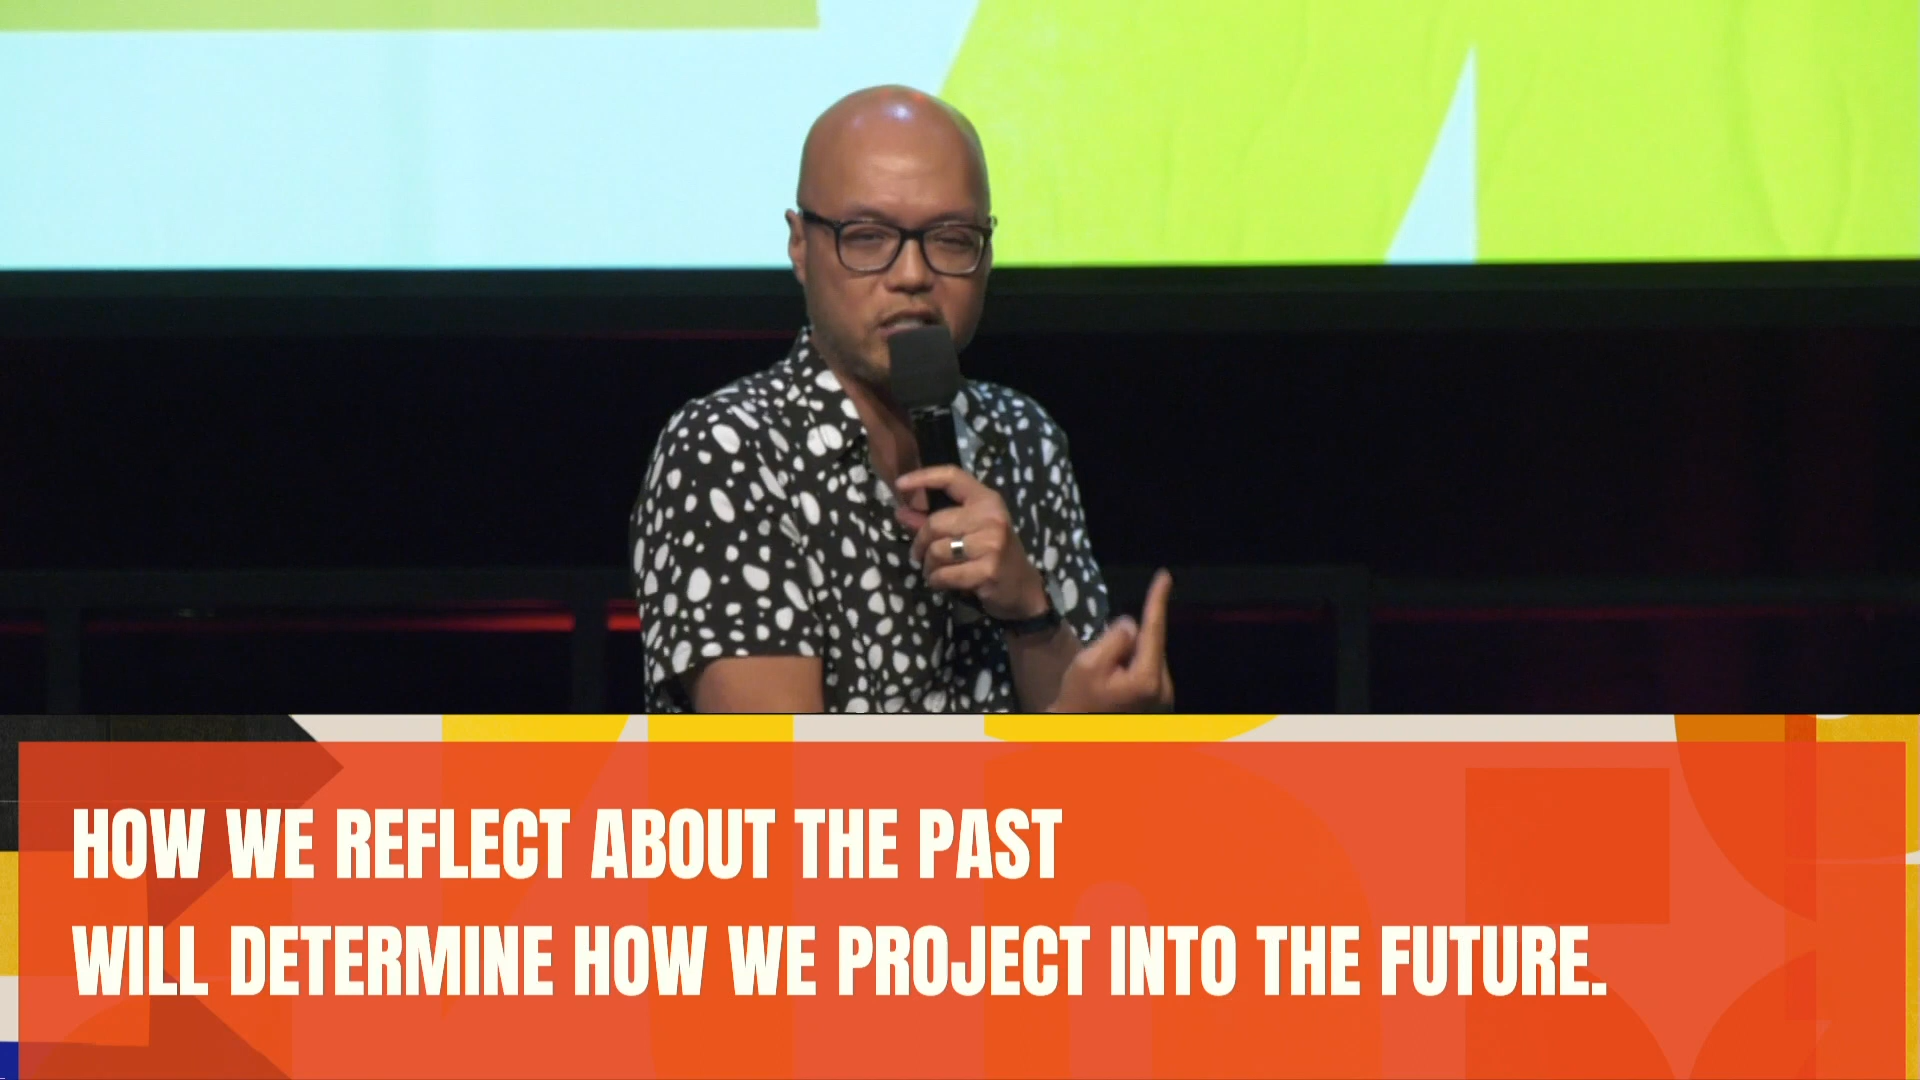 HOW WE REFLECT ABOUT THE PAST
WILL DETERMINE HOW WE PROJECT INTO THE FUTURE.